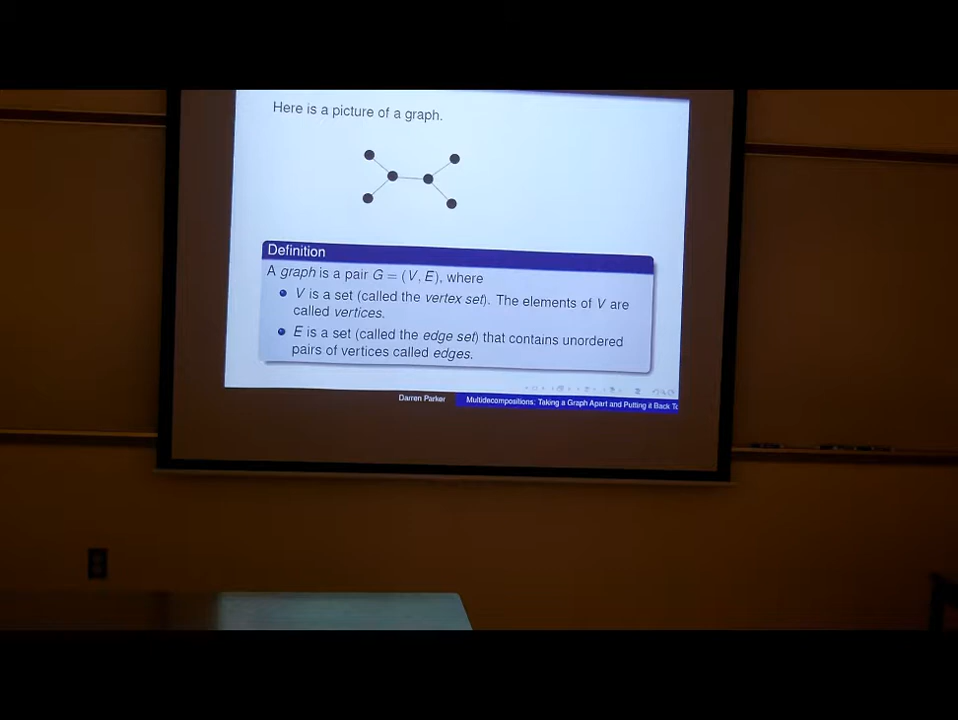 Here is a picture of a graph.
Definition
A graph is a pair G = (V, E), where
V is a set (called the vertex set). The elements of V are
called vertices.
E is a set (called the edge set) that contains unordered
pairs of vertices called edges.
Darren Parker
Multidecompositions: Taking a Graph Apart and Putting it Back To